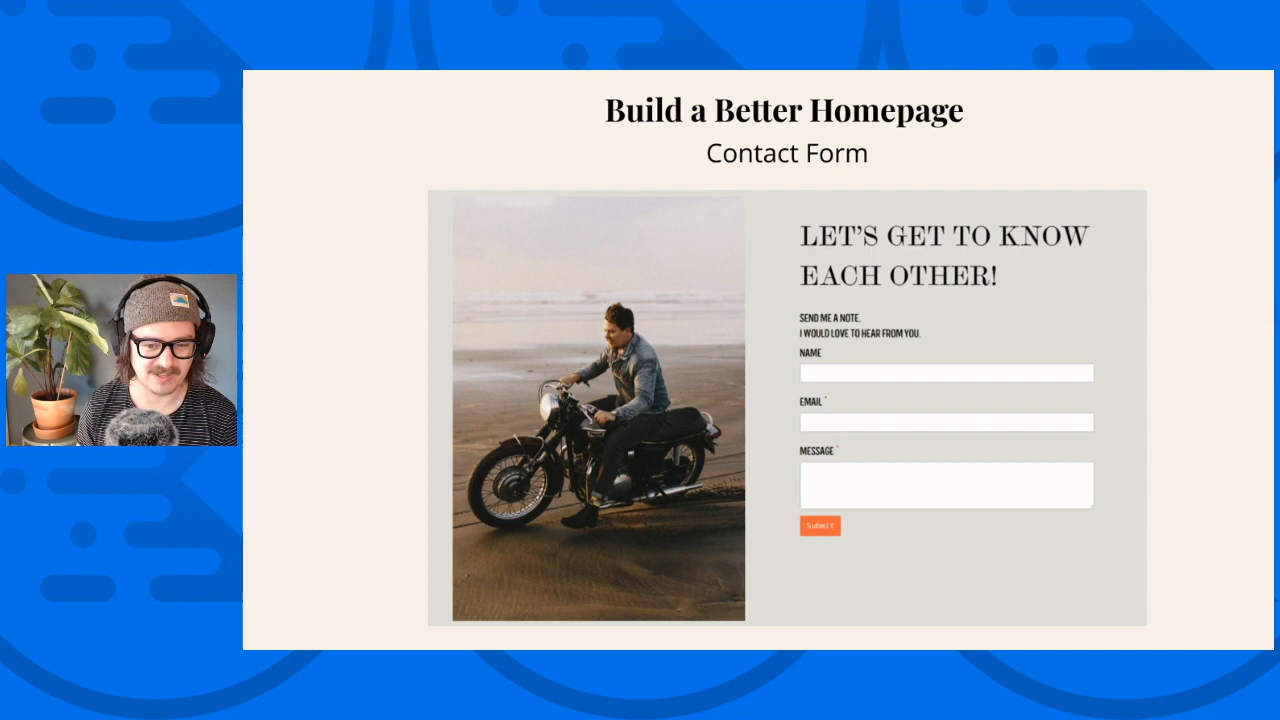 Build a Better Homepage
Contact Form
LET'S GET TO KNOW
EACH OTHER!
SEND ME A NOTE.
I WOULD LOVE TO HEAR FROM YOU.
NAME
EMAIL *
MESSAGE *
Submit